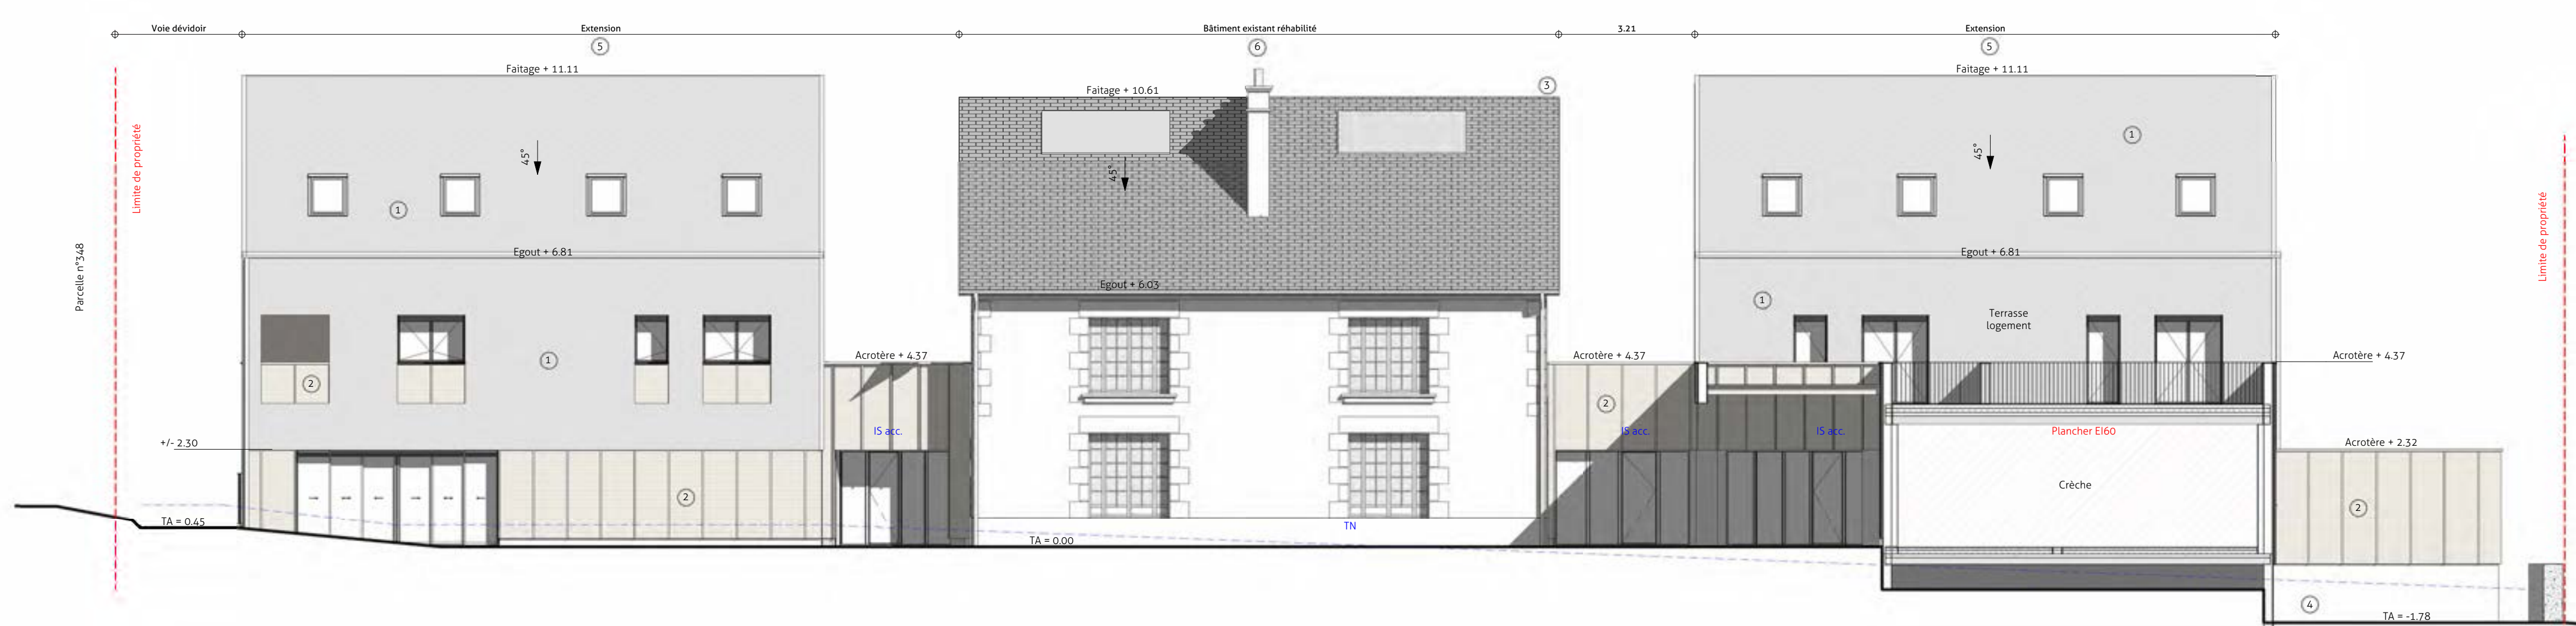 Voie dévidoir
Extension
Bâtiment existant réhabilité
3.21
Extension
5
6
5
Faitage + 11.11
Faitage + 10.61
3
Faitage + 11.11
Limite de propriété
45°
1
45°
45°
1
Limite de propriété
Parcelle n°348
Egout + 6.81
Egout + 6.03
Egout + 6.81
1
Terrasse
logement
1
2
Acrotère + 4.37
Acrotère + 4.37
Acrotère + 4.37
2
IS acc.
IS acc.
IS acc.
Plancher EI60
+/- 2.30
Acrotère + 2.32
2
Crèche
2
TA = 0.45
TN
TA = 0.00
4
TA = -1.78